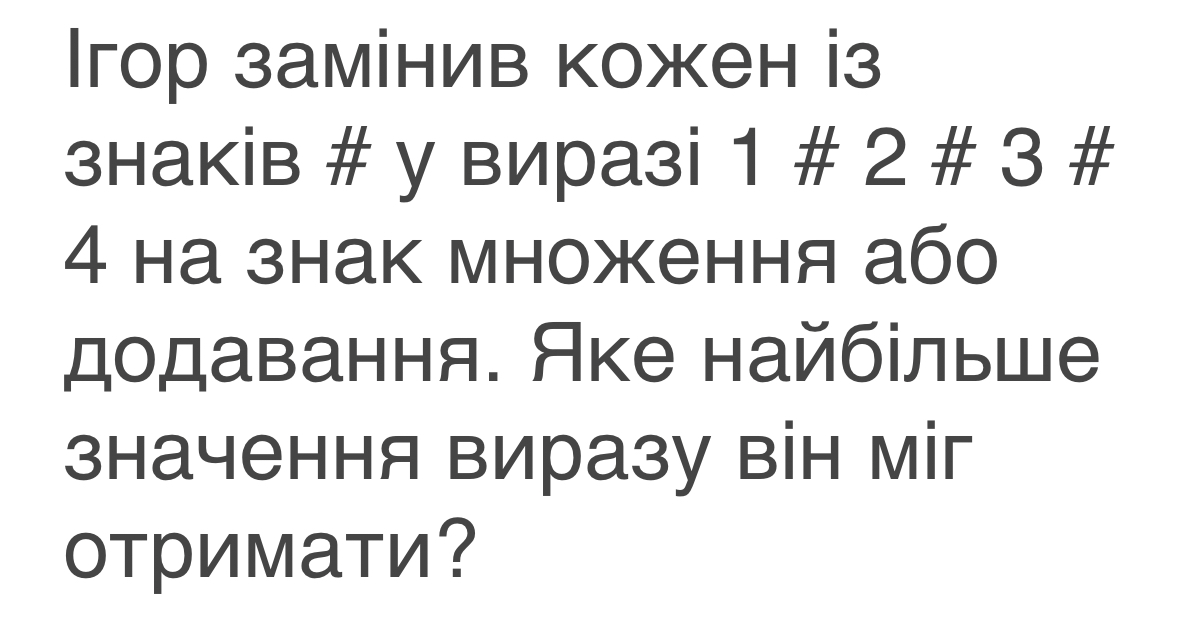 Ігор замінив кожен із
знаків # у виразі 1 # 2 # 3 #
4 на знак множення або
додавання. Яке найбільше
значення виразу він міг
отримати?